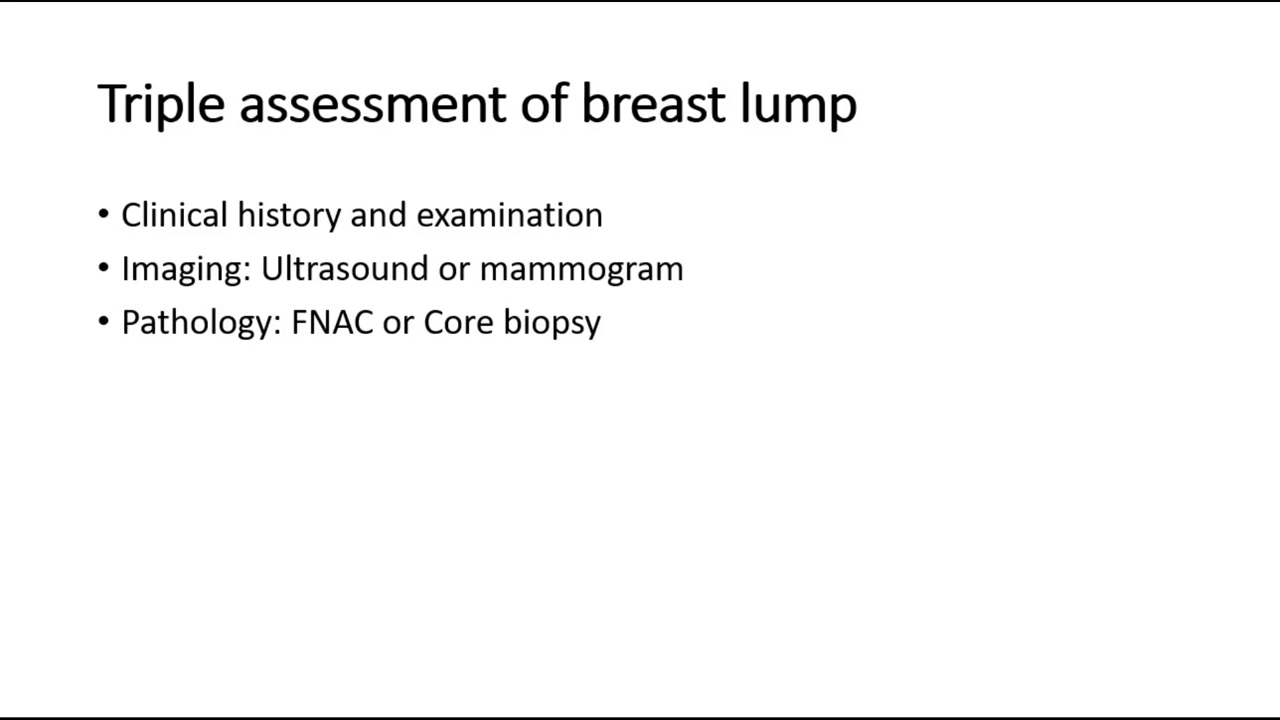 Triple assessment of breast lump
• Clinical history and examination
• Imaging: Ultrasound or mammogram
• Pathology: FNAC or Core biopsy